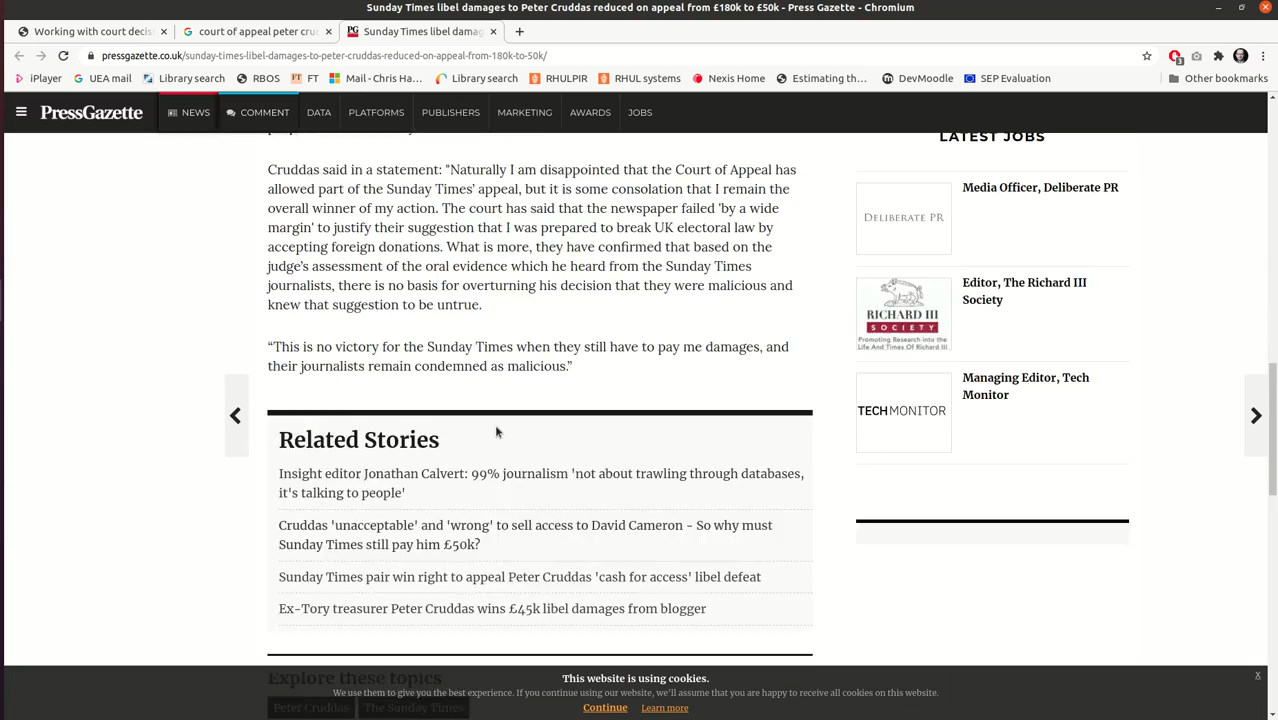 Sunday Times libel damages to Peter Cruddas reduced on appeal from £180k to £50k - Press Gazette - Chromium
Working with court decis
court of appeal peter cruc
Sunday Times libel damag
pressgazette.co.uk/sunday-times-libel-damages-to-peter-cruddas-reduced-on-appeal-from-180k-to-50k/
3
iPlayer
UEA mail
Library search
RBOS
FT
Mail - Chris Ha...
Library search
RHULPIR
RHUL systems
Nexis Home
Estimating th...
DevMoodle
SEP Evaluation
Other bookmarks
PressGazette
NEWS
COMMENT
DATA
PLATFORMS
PUBLISHERS
MARKETING
AWARDS
JOBS
Cruddas said in a statement: "Naturally I am disappointed that the Court of Appeal has
allowed part of the Sunday Times' appeal, but it is some consolation that I remain the
overall winner of my action. The court has said that the newspaper failed 'by a wide
margin' to justify their suggestion that I was prepared to break UK electoral law by
accepting foreign donations. What is more, they have confirmed that based on the
judge's assessment of the oral evidence which he heard from the Sunday Times
journalists, there is no basis for overturning his decision that they were malicious and
knew that suggestion to be untrue.
“This is no victory for the Sunday Times when they still have to pay me damages, and
their journalists remain condemned as malicious.”
Related Stories
Insight editor Jonathan Calvert: 99% journalism 'not about trawling through databases,
it's talking to people'
Cruddas 'unacceptable' and 'wrong' to sell access to David Cameron - So why must
Sunday Times still pay him £50k?
Sunday Times pair win right to appeal Peter Cruddas 'cash for access' libel defeat
Ex-Tory treasurer Peter Cruddas wins £45k libel damages from blogger
Explore these topics
Peter Cruddas
The Sunday Times
LATEST JOBS
DELIBERATE PR
Media Officer, Deliberate PR
RICHARD III
SOCIETY
Promoting Research into the
Life And Times Of Richard III
Editor, The Richard III
Society
TECHMONITOR
Managing Editor, Tech
Monitor
This website is using cookies.
We use them to give you the best experience. If you continue using our website, we'll assume that you are happy to receive all cookies on this website.
Continue
Learn more
x